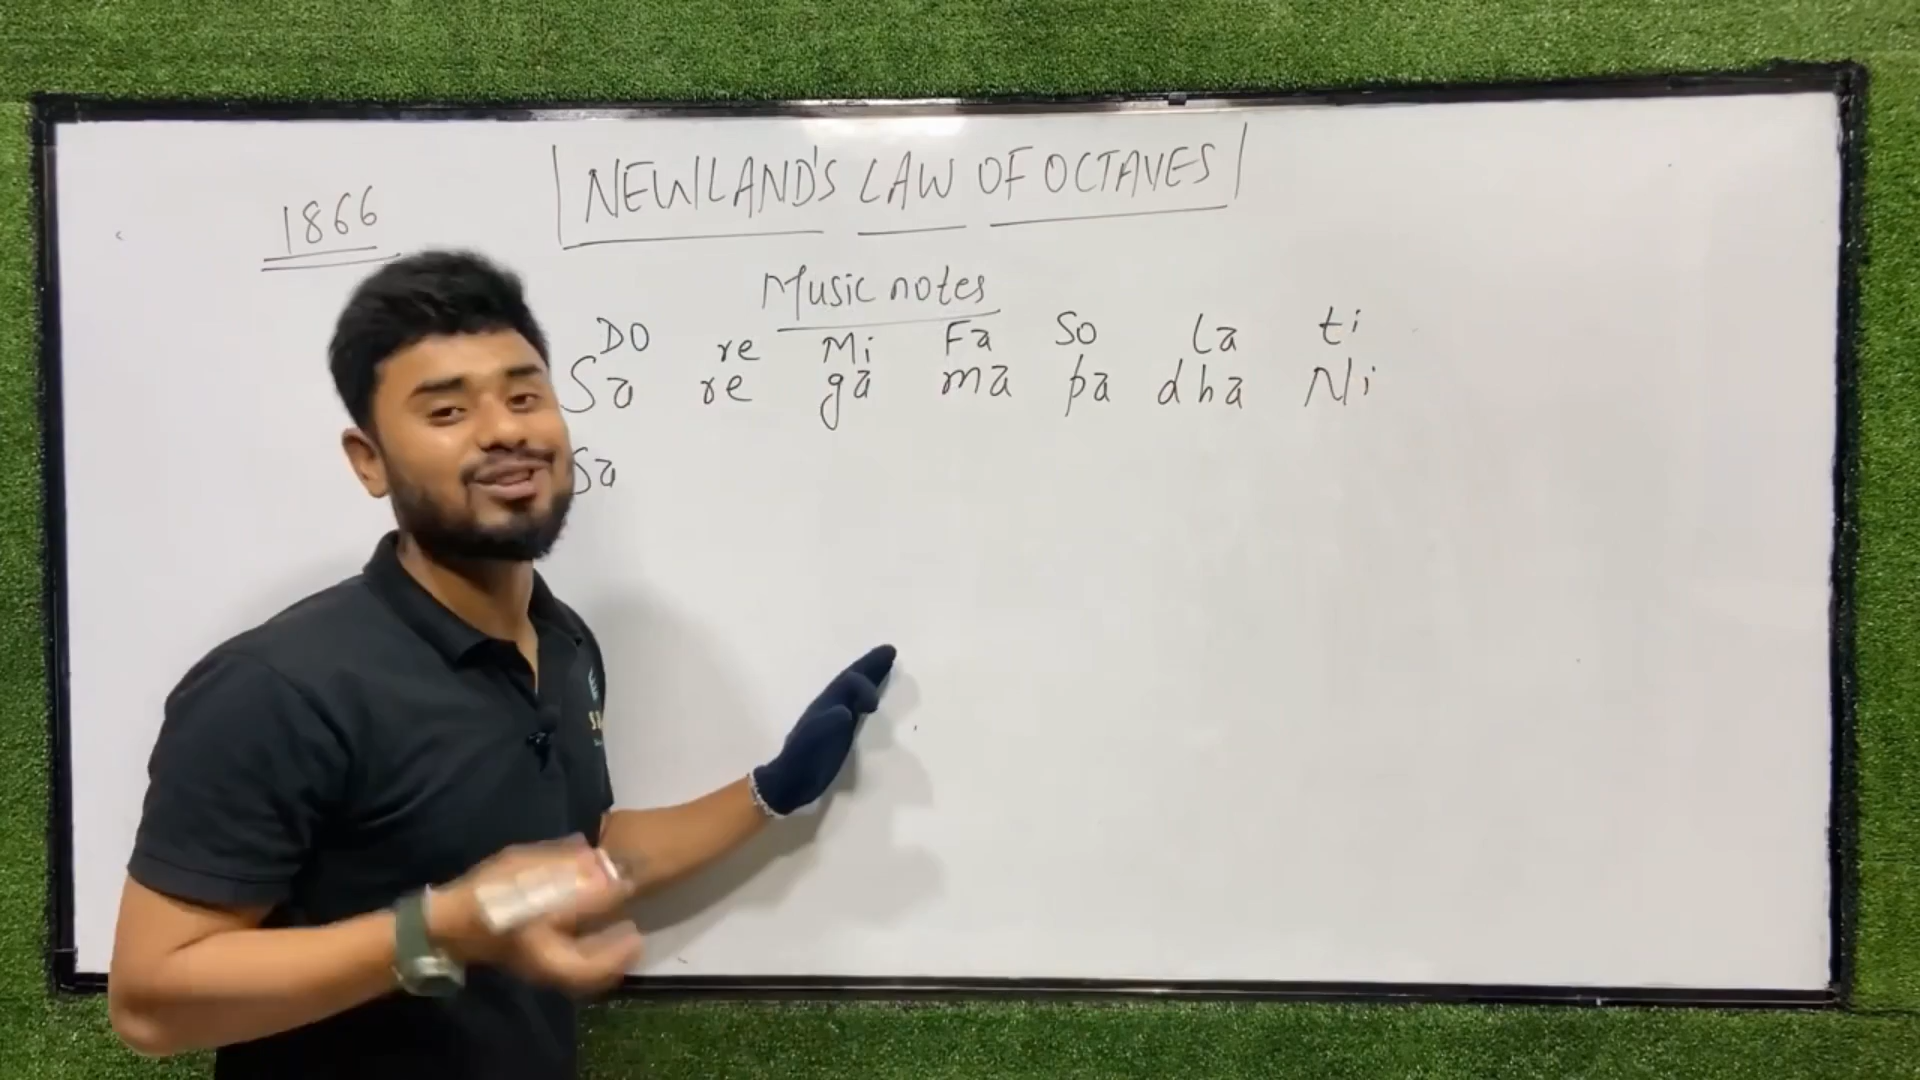 1866
NEWLAND'S LAW OF OCTAVES
Music notes
DO re Mi Fa So La ti
Sa re ga ma pa dha Ni
Sa